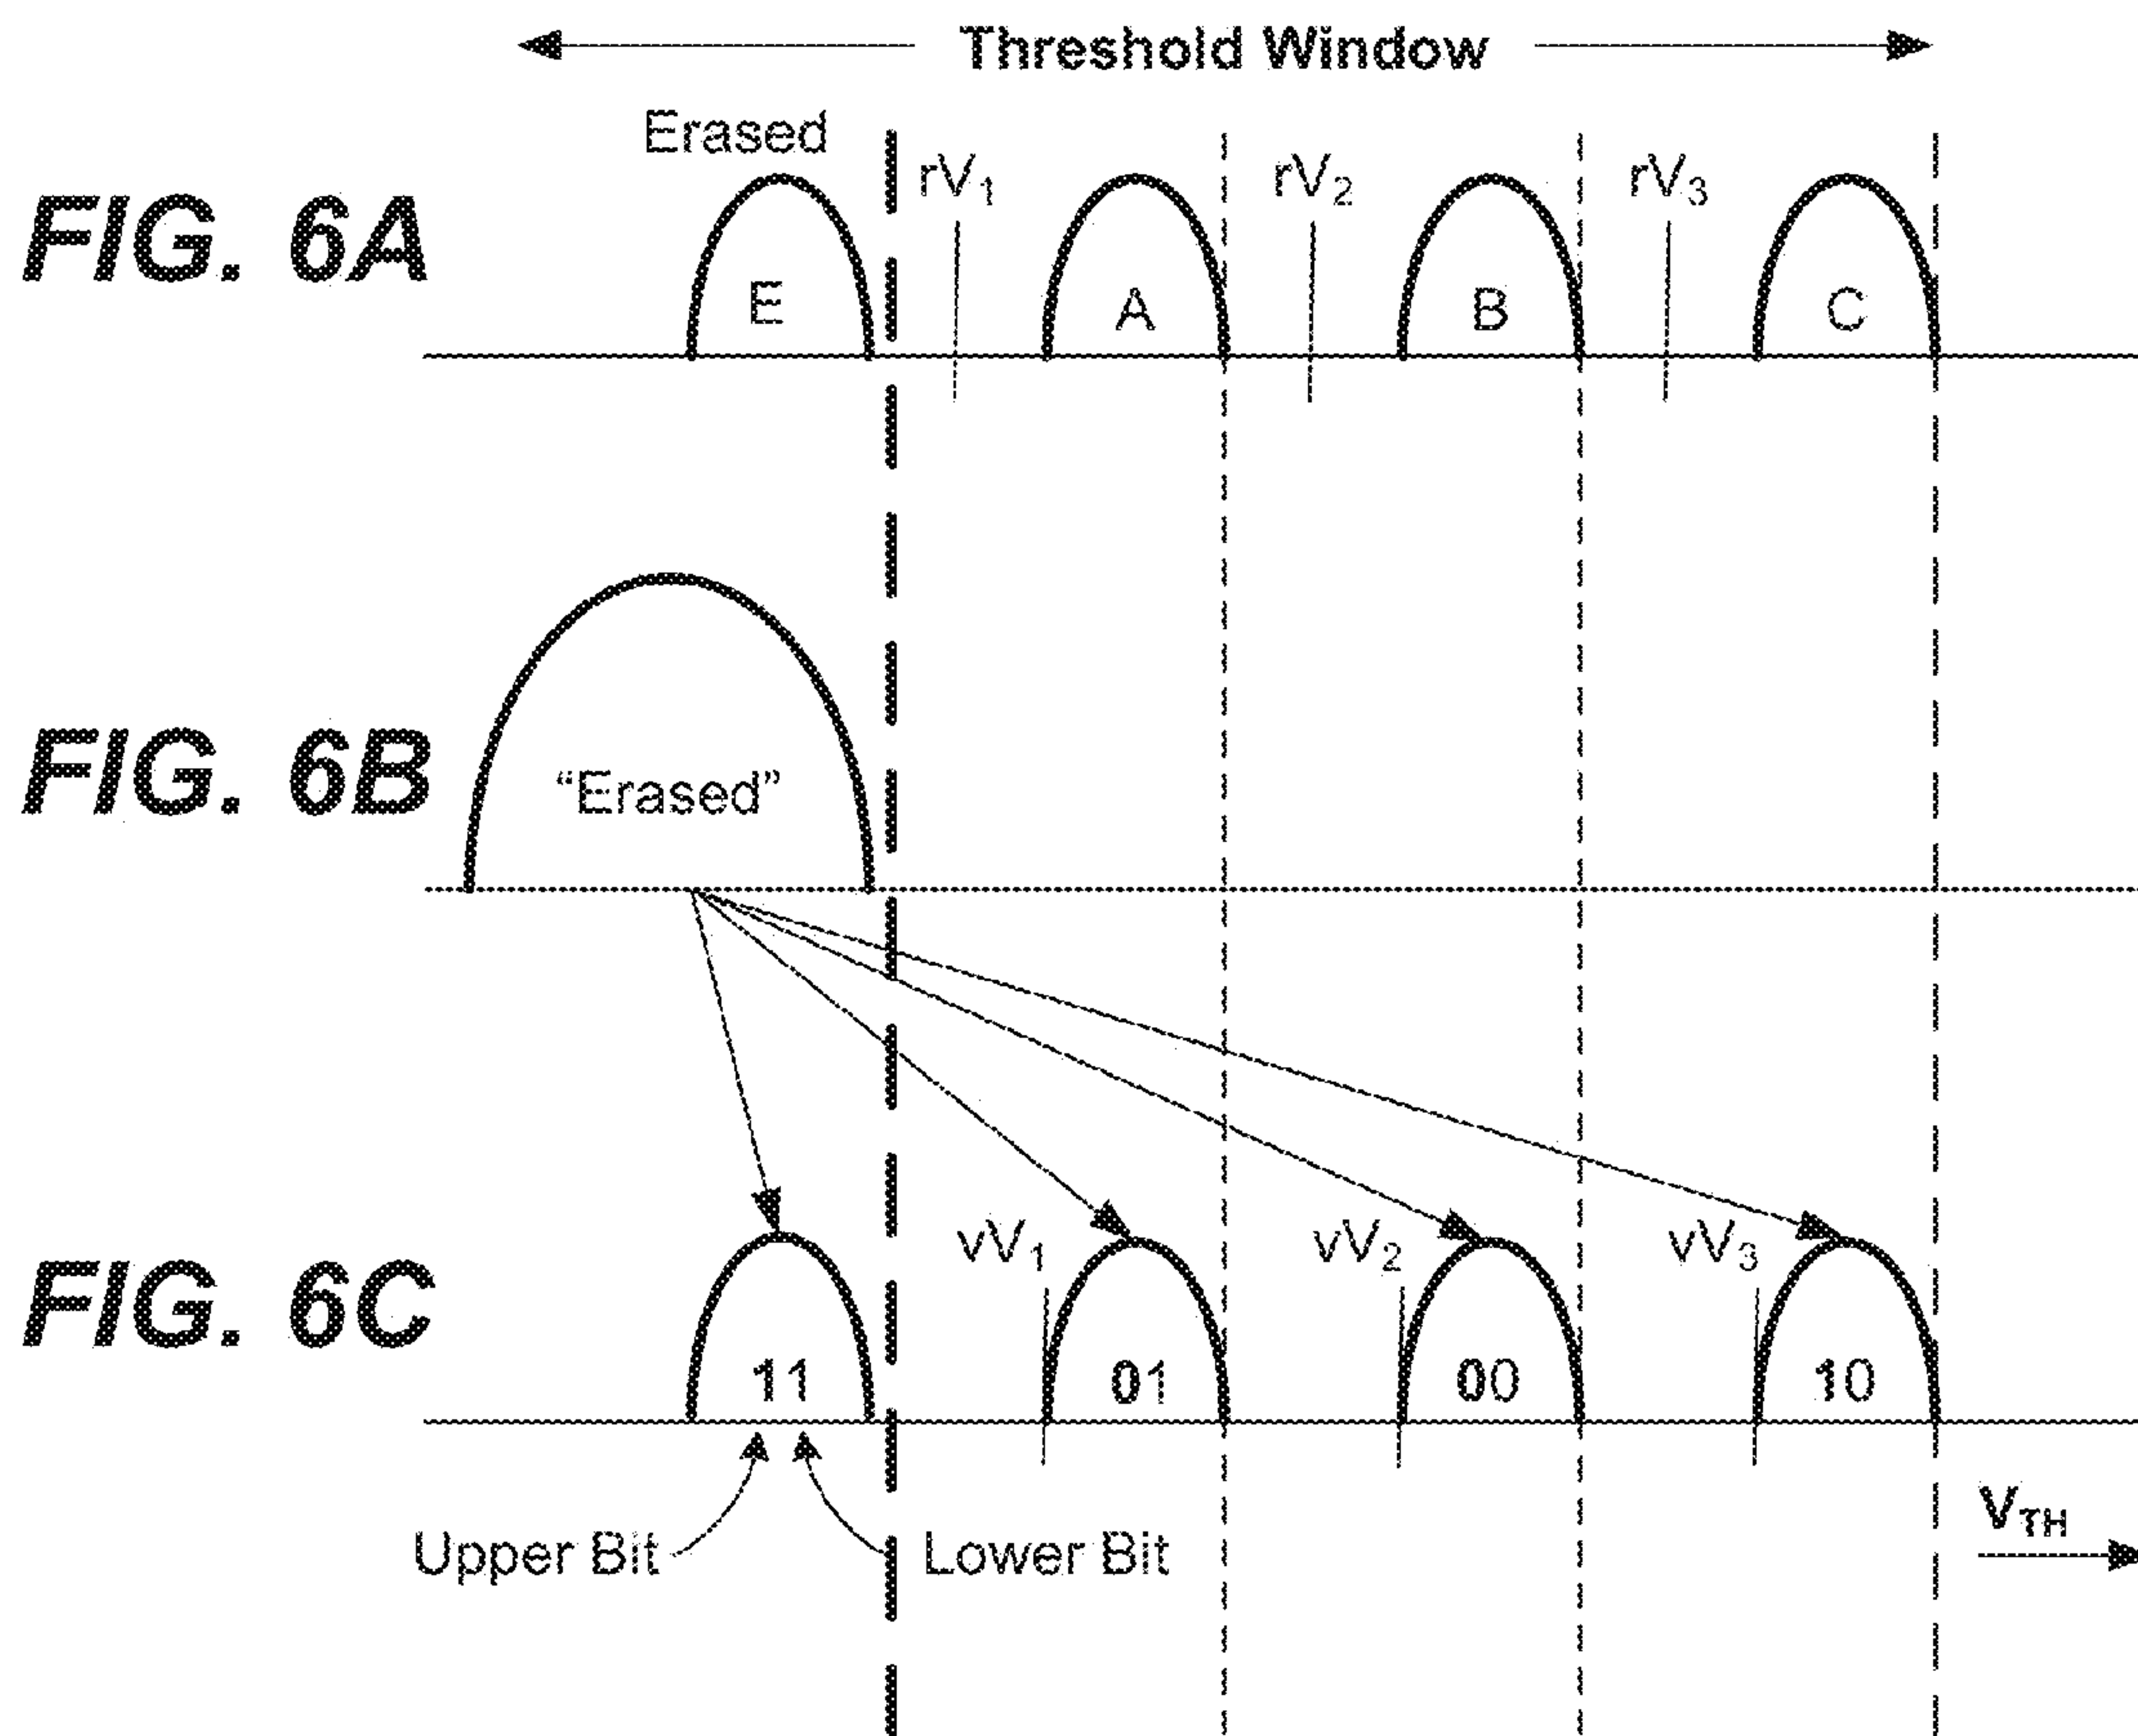 Threshold Window
Erased
FIG. 6A
rV₁
rV₂
rV₃
E
A
B
C
FIG. 6B
“Erased”
FIG. 6C
vV₁
vV₂
vV₃
11
01
00
10
Upper Bit
Lower Bit
V_TH